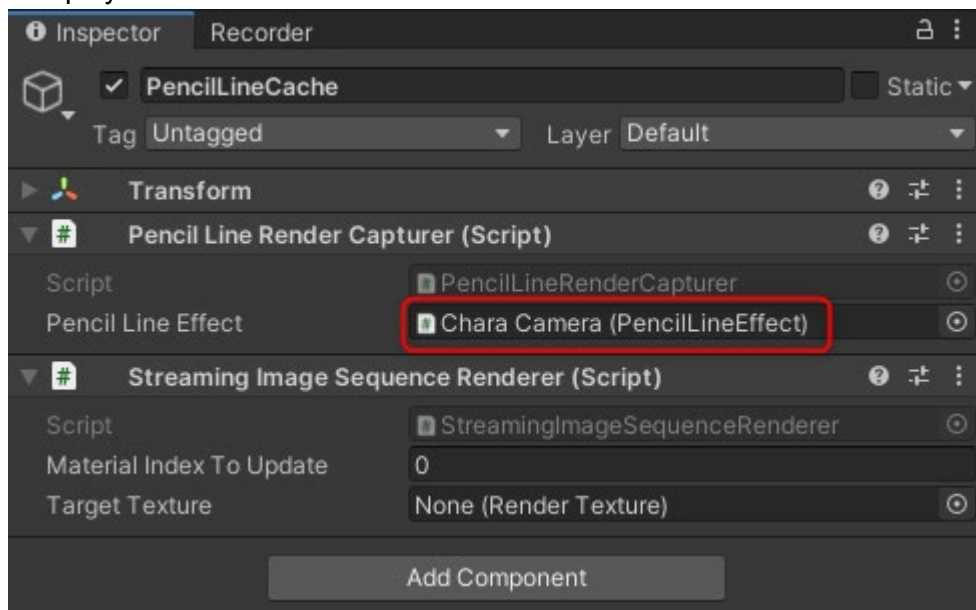 Inspector Recorder
PencilLineCache Static
Tag Untagged Layer Default
Transform
# Pencil Line Render Capturer (Script)
Script # PencilLineRenderCapturer
Pencil Line Effect # Chara Camera (PencilLineEffect)
# Streaming Image Sequence Renderer (Script)
Script # StreamingImageSequenceRenderer
Material Index To Update 0
Target Texture None (Render Texture)
Add Component